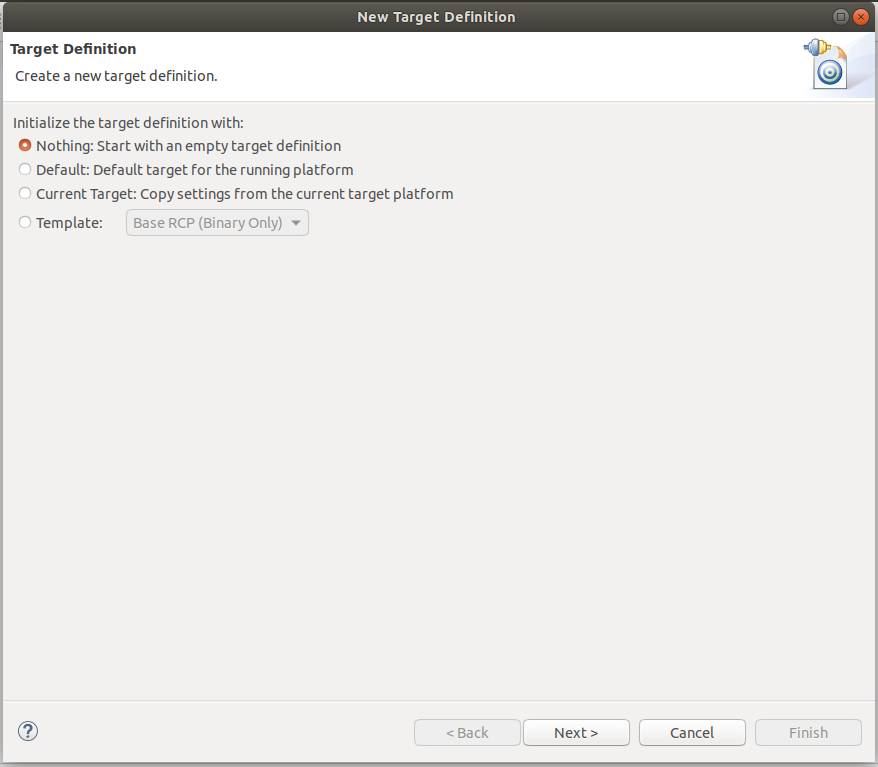 New Target Definition
Target Definition
Create a new target definition.
Initialize the target definition with:
Nothing: Start with an empty target definition
Default: Default target for the running platform
Current Target: Copy settings from the current target platform
Template: Base RCP (Binary Only)
? < Back Next > Cancel Finish